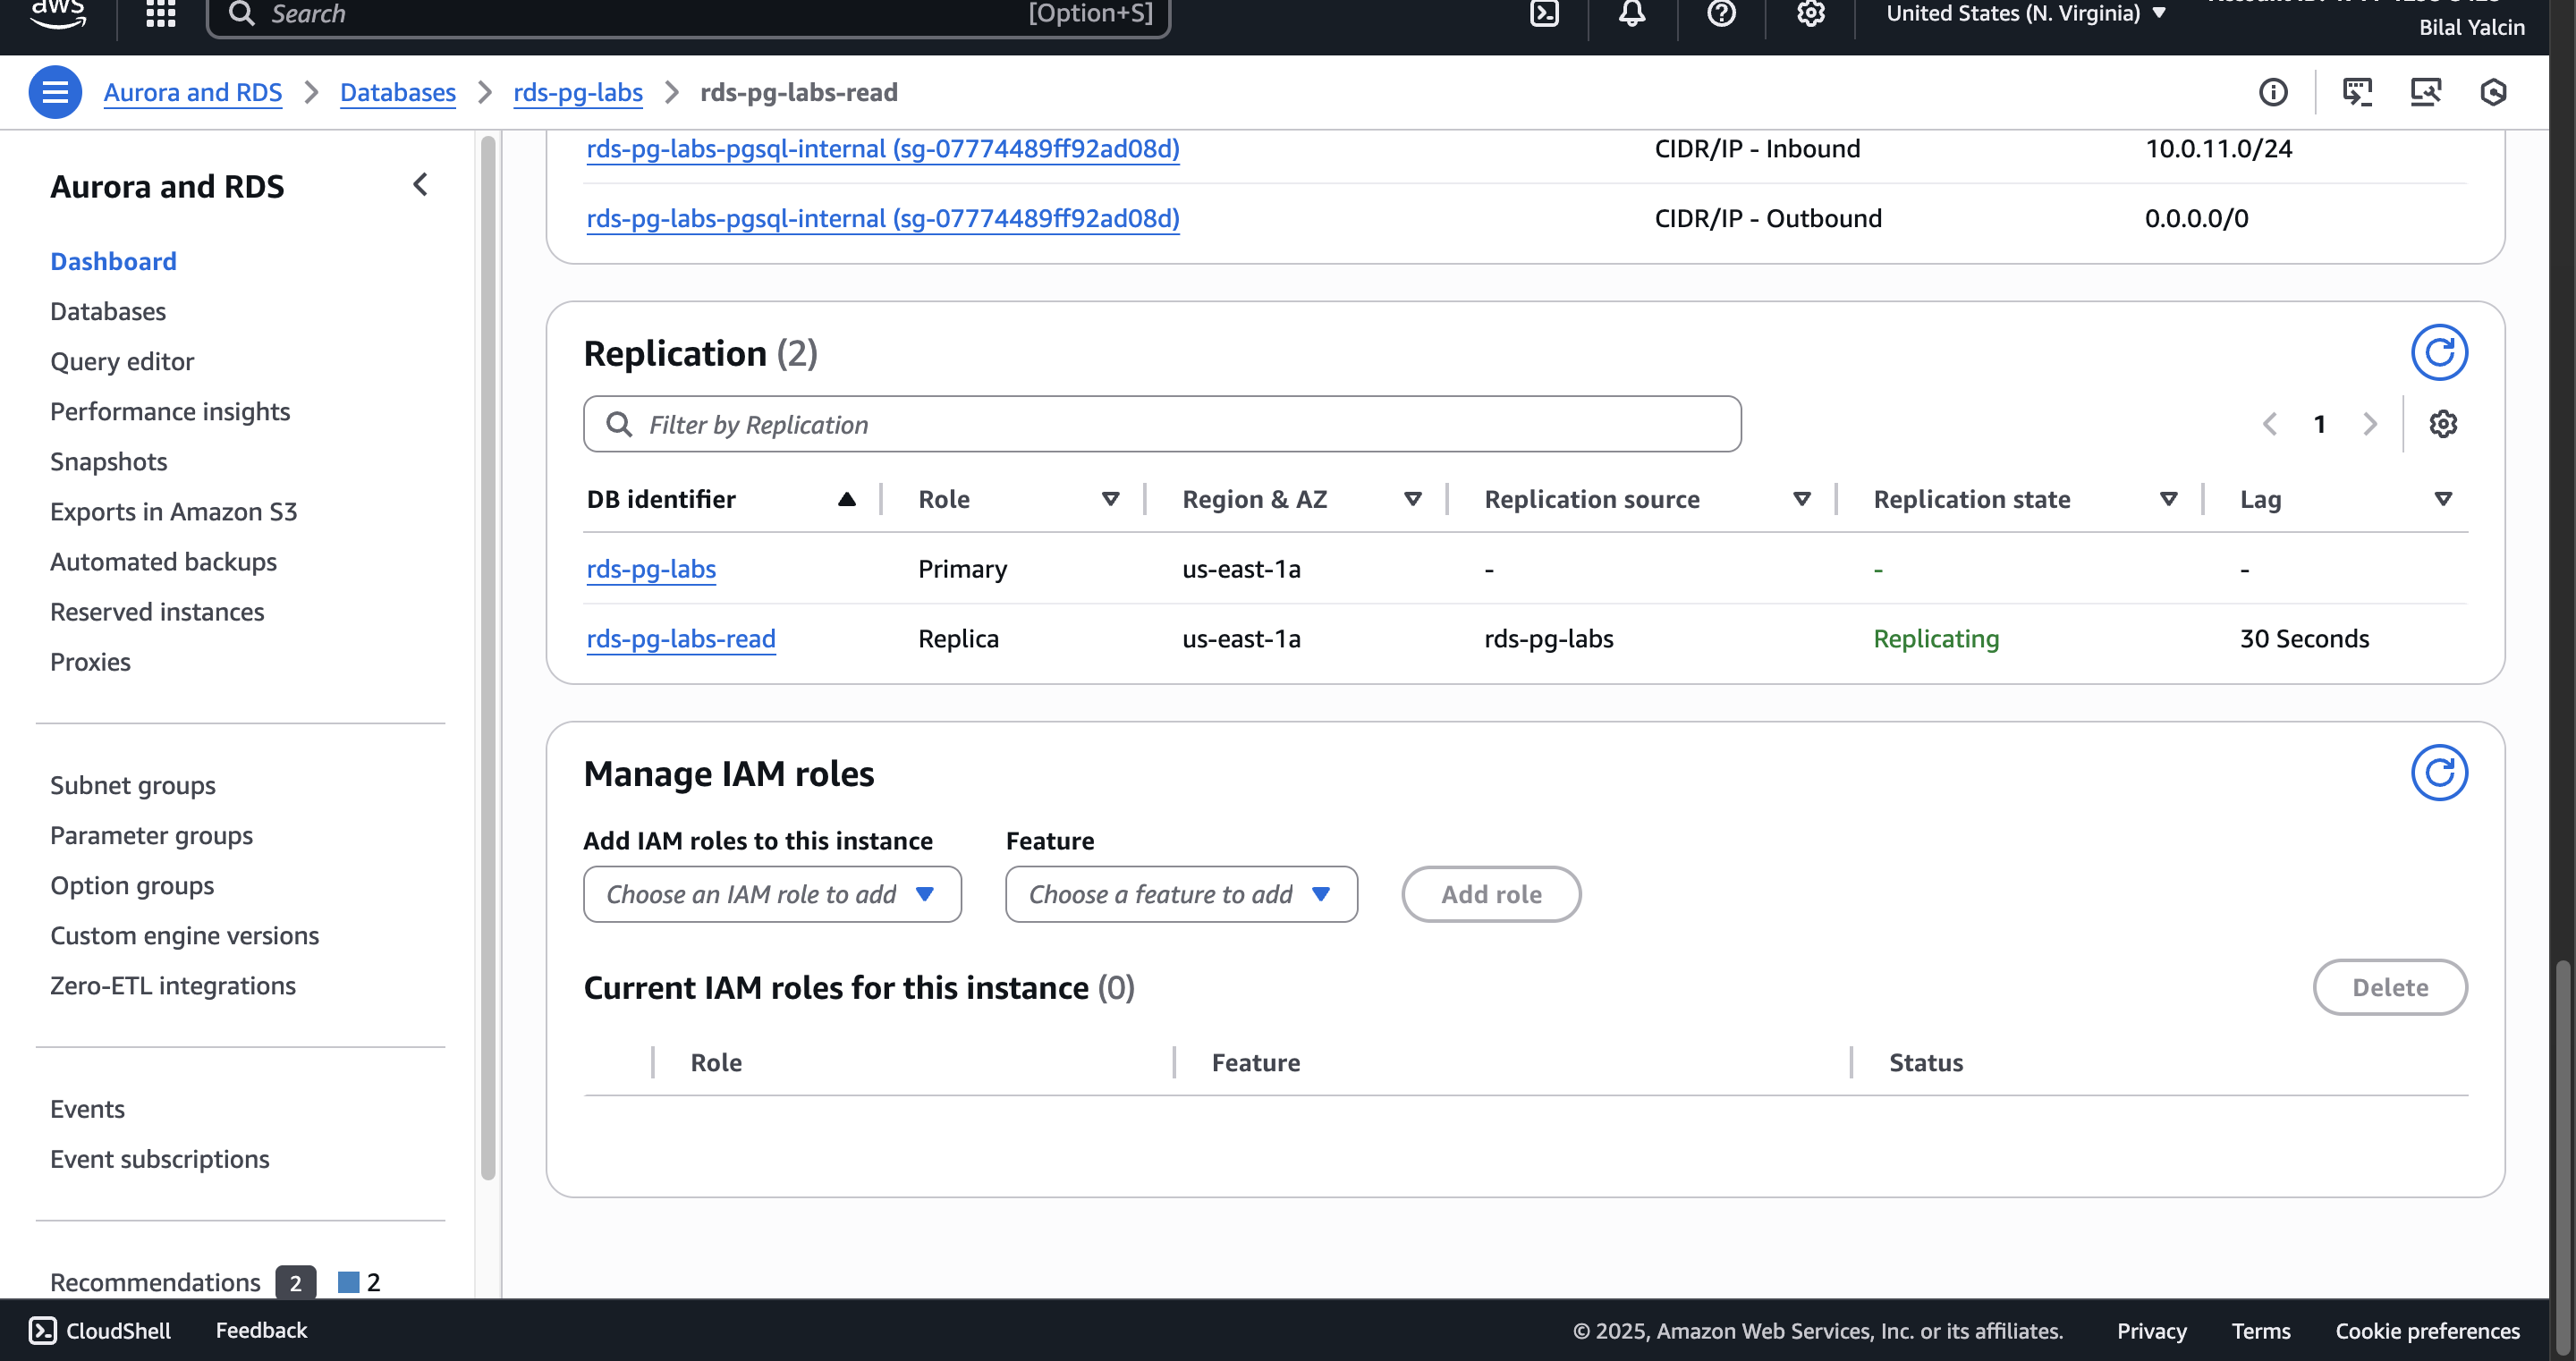 aws
Search [Option+S]
United States (N. Virginia)
Bilal Yalcin
Aurora and RDS > Databases > rds-pg-labs > rds-pg-labs-read
Aurora and RDS
Dashboard
Databases
Query editor
Performance insights
Snapshots
Exports in Amazon S3
Automated backups
Reserved instances
Proxies
Subnet groups
Parameter groups
Option groups
Custom engine versions
Zero-ETL integrations
Events
Event subscriptions
Recommendations 2 2
rds-pg-labs-pgsql-internal (sg-07774489ff92ad08d) CIDR/IP - Inbound 10.0.11.0/24
rds-pg-labs-pgsql-internal (sg-07774489ff92ad08d) CIDR/IP - Outbound 0.0.0.0/0
Replication (2)
Filter by Replication
1
DB identifier Role Region & AZ Replication source Replication state Lag
rds-pg-labs Primary us-east-1a - - -
rds-pg-labs-read Replica us-east-1a rds-pg-labs Replicating 30 Seconds
Manage IAM roles
Add IAM roles to this instance Feature
Choose an IAM role to add Choose a feature to add Add role
Current IAM roles for this instance (0) Delete
Role Feature Status
CloudShell Feedback © 2025, Amazon Web Services, Inc. or its affiliates. Privacy Terms Cookie preferences